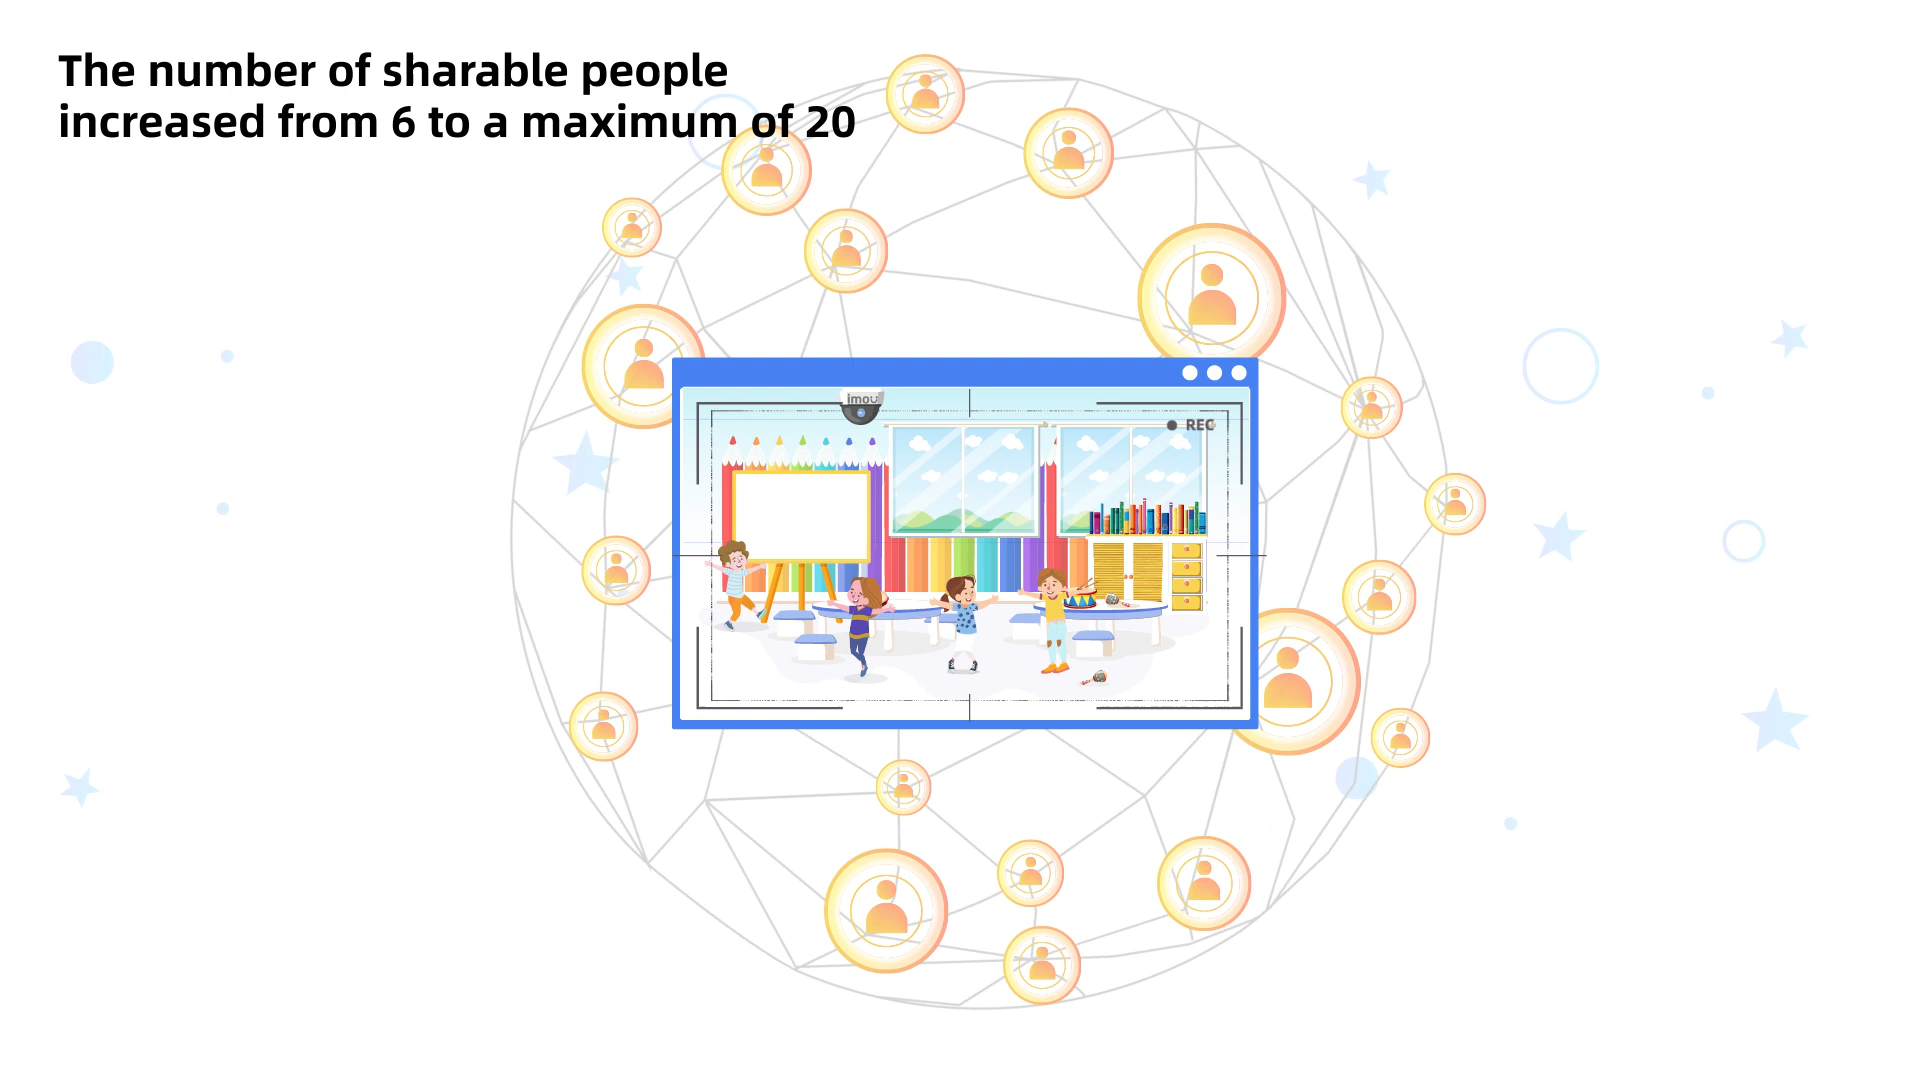 The number of sharable people
increased from 6 to a maximum of 20
imou
REC